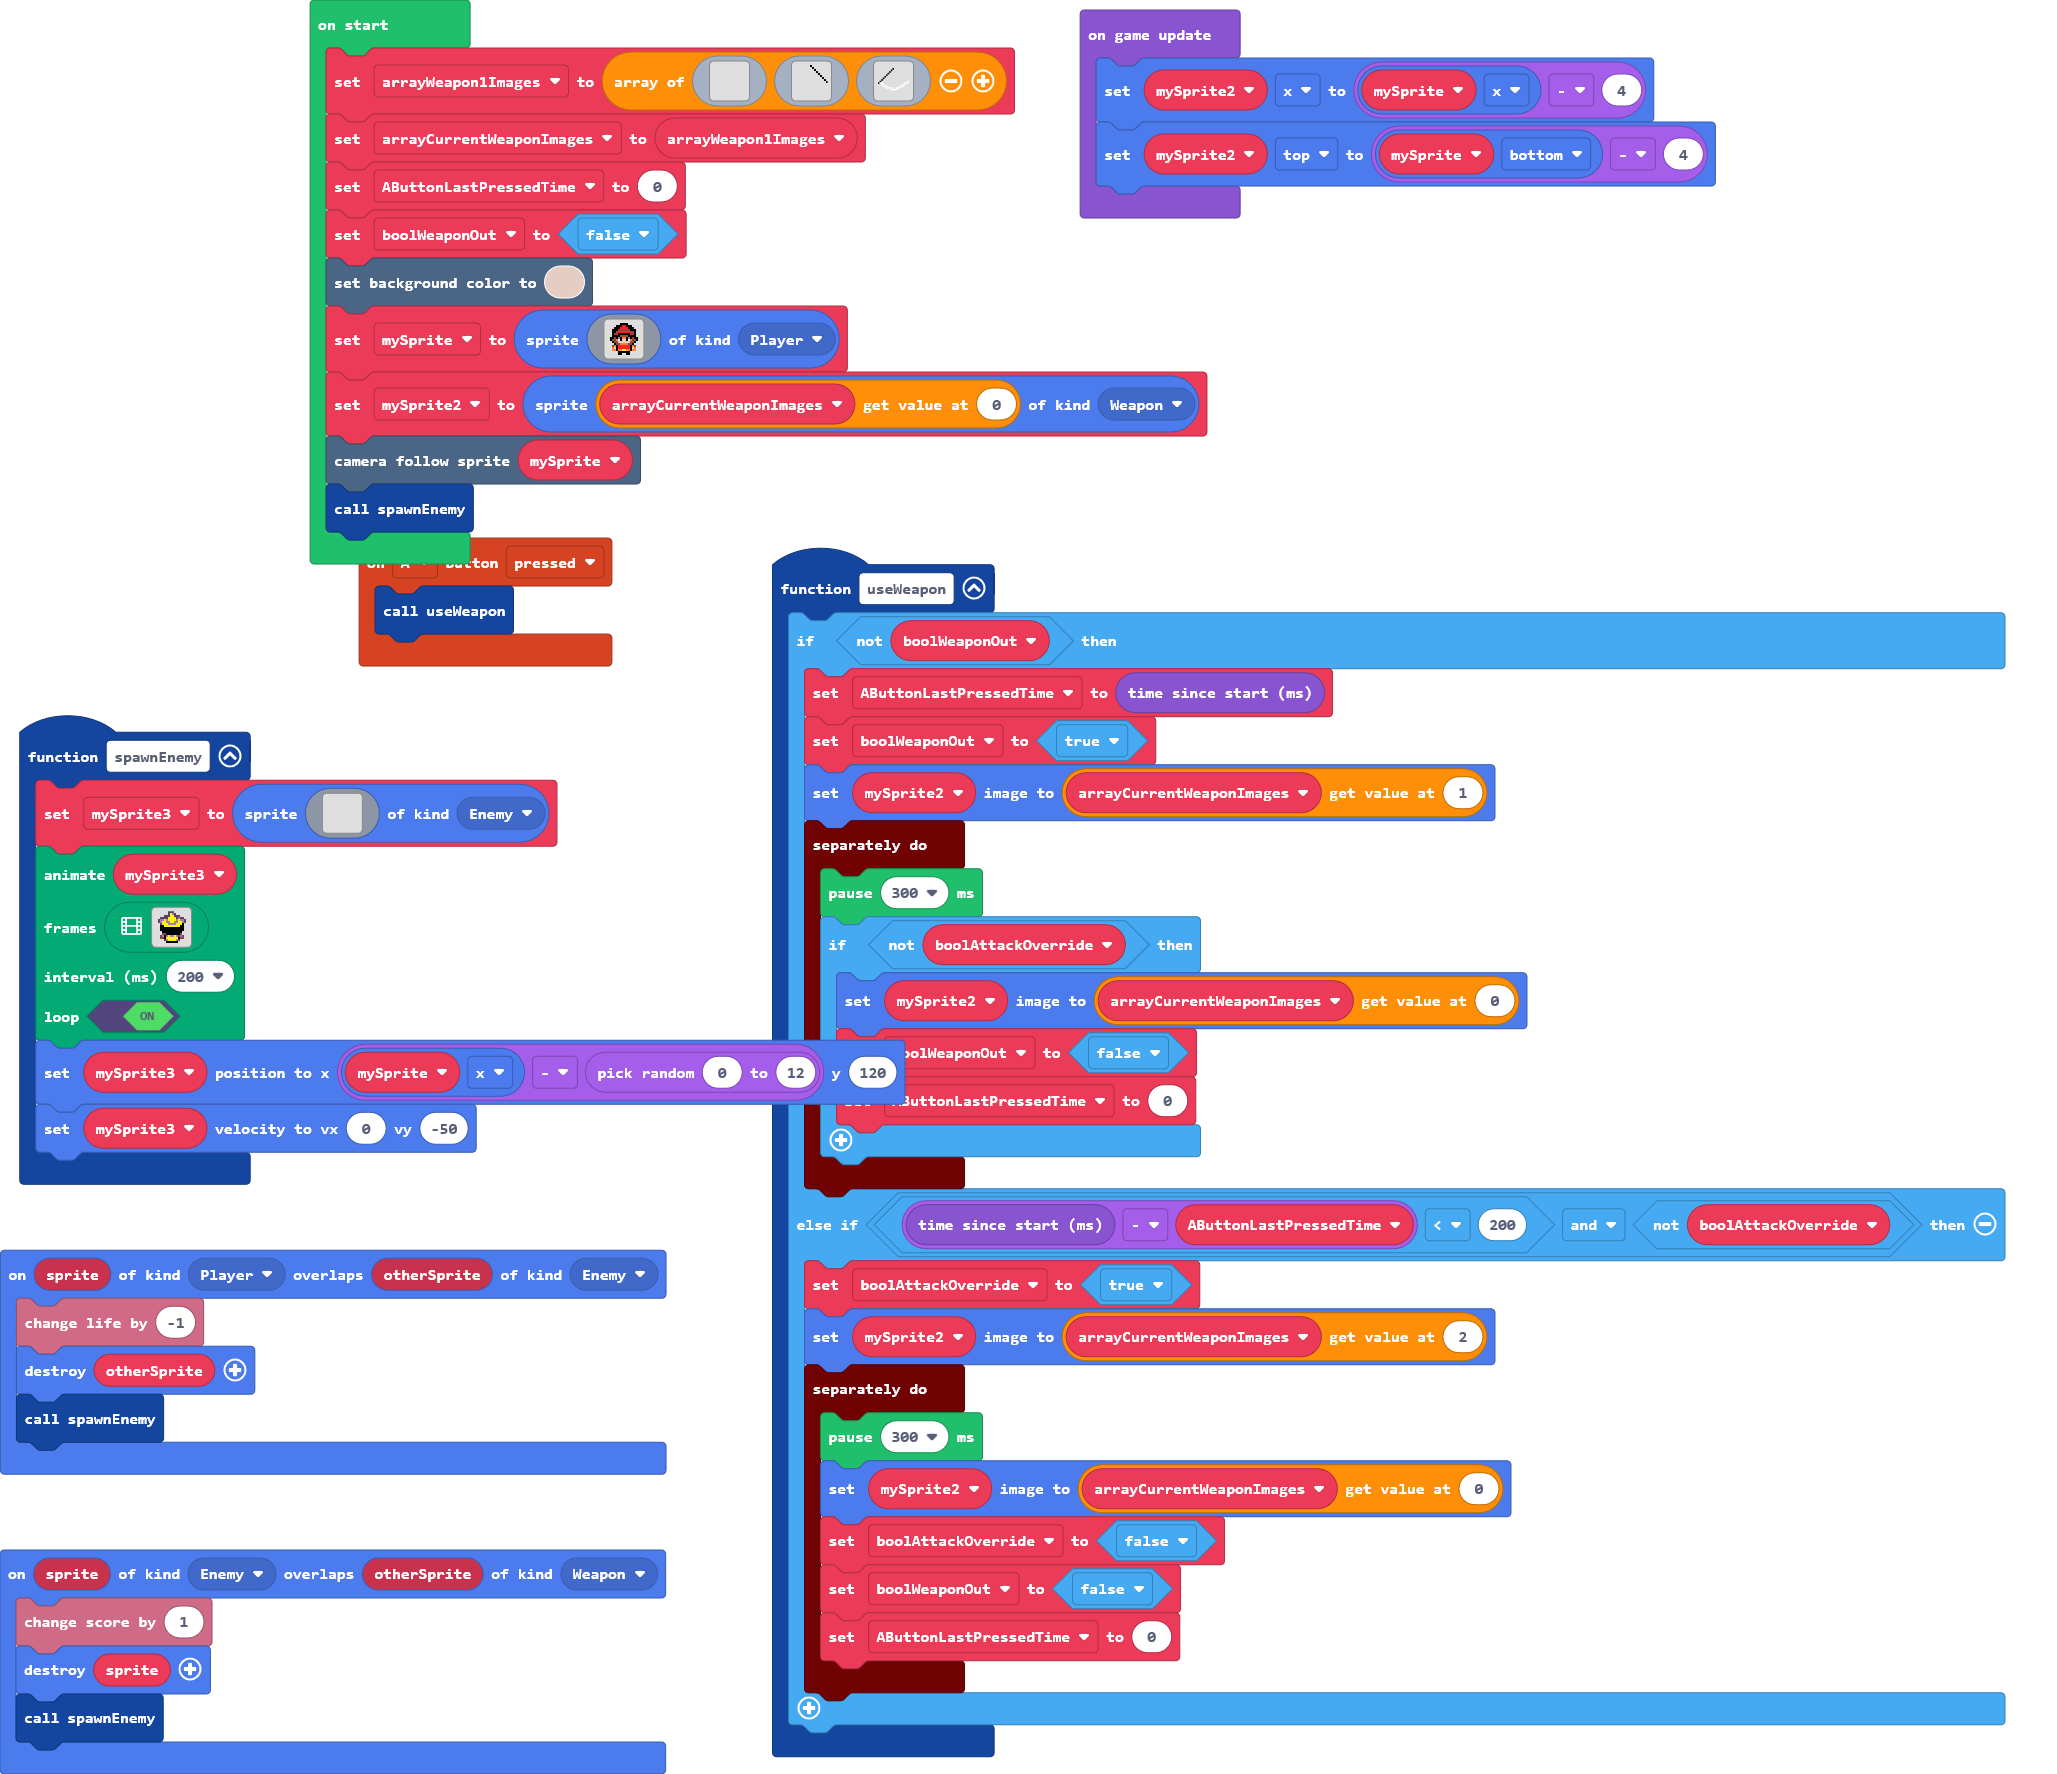 on start
set arrayWeapon1Images to array of
set arrayCurrentWeaponImages to arrayWeapon1Images
set AButtonLastPressedTime to 0
set boolWeaponOut to false
set background color to
set mySprite to sprite of kind Player
set mySprite2 to sprite arrayCurrentWeaponImages get value at 0 of kind Weapon
camera follow sprite mySprite
call spawnEnemy
on game update
set mySprite2 x to mySprite x - 4
set mySprite2 top to mySprite bottom - 4
on A button pressed
call useWeapon
function spawnEnemy
set mySprite3 to sprite of kind Enemy
animate mySprite3
frames
interval (ms) 200
loop ON
set mySprite3 position to x mySprite x - pick random 0 to 12 y 120
set mySprite3 velocity to vx 0 vy -50
on sprite of kind Player overlaps otherSprite of kind Enemy
change life by -1
destroy otherSprite
call spawnEnemy
on sprite of kind Enemy overlaps otherSprite of kind Weapon
change score by 1
destroy sprite
call spawnEnemy
function useWeapon
if not boolWeaponOut then
set AButtonLastPressedTime to time since start (ms)
set boolWeaponOut to true
set mySprite2 image to arrayCurrentWeaponImages get value at 1
separately do
pause 300 ms
if not boolAttackOverride then
set mySprite2 image to arrayCurrentWeaponImages get value at 0
boolWeaponOut to false
AButtonLastPressedTime to 0
else if time since start (ms) - AButtonLastPressedTime < 200 and not boolAttackOverride then
set boolAttackOverride to true
set mySprite2 image to arrayCurrentWeaponImages get value at 2
separately do
pause 300 ms
set mySprite2 image to arrayCurrentWeaponImages get value at 0
set boolAttackOverride to false
set boolWeaponOut to false
set AButtonLastPressedTime to 0